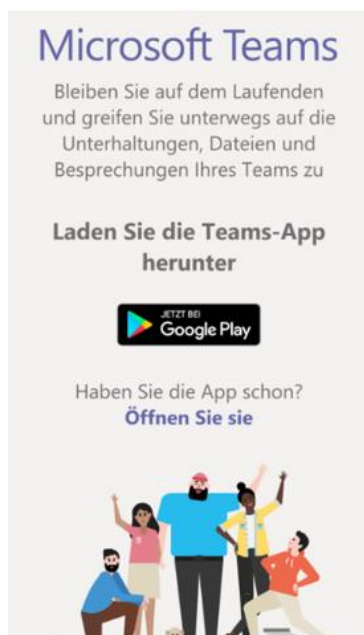 Microsoft Teams
Bleiben Sie auf dem Laufenden
und greifen Sie unterwegs auf die
Unterhaltungen, Dateien und
Besprechungen Ihres Teams zu
Laden Sie die Teams-App
herunter
JETZT BEI
Google Play
Haben Sie die App schon?
Öffnen Sie sie